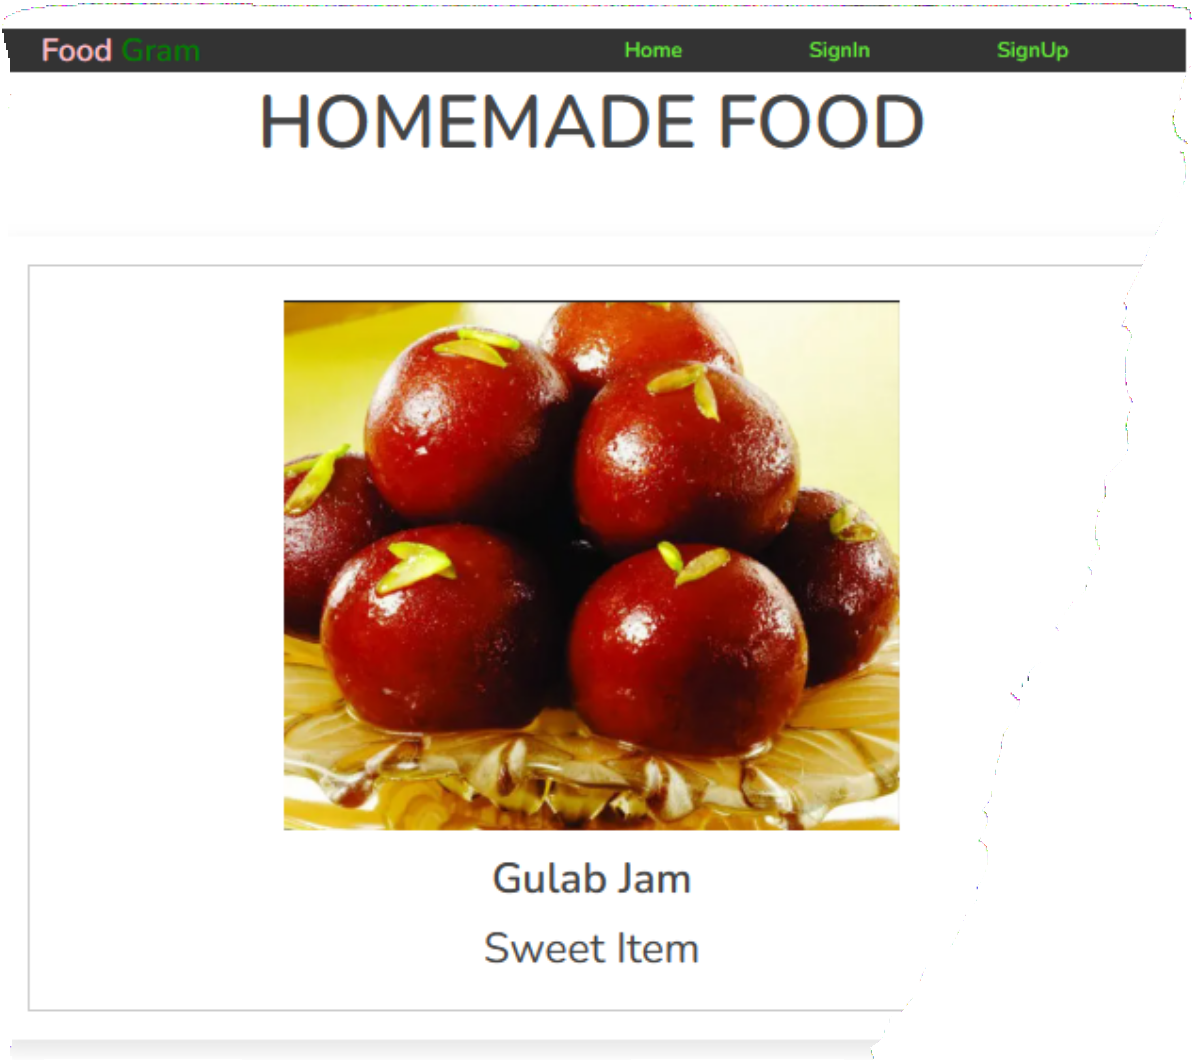 Food Gram Home SignIn SignUp
HOMEMADE FOOD
Gulab Jam
Sweet Item